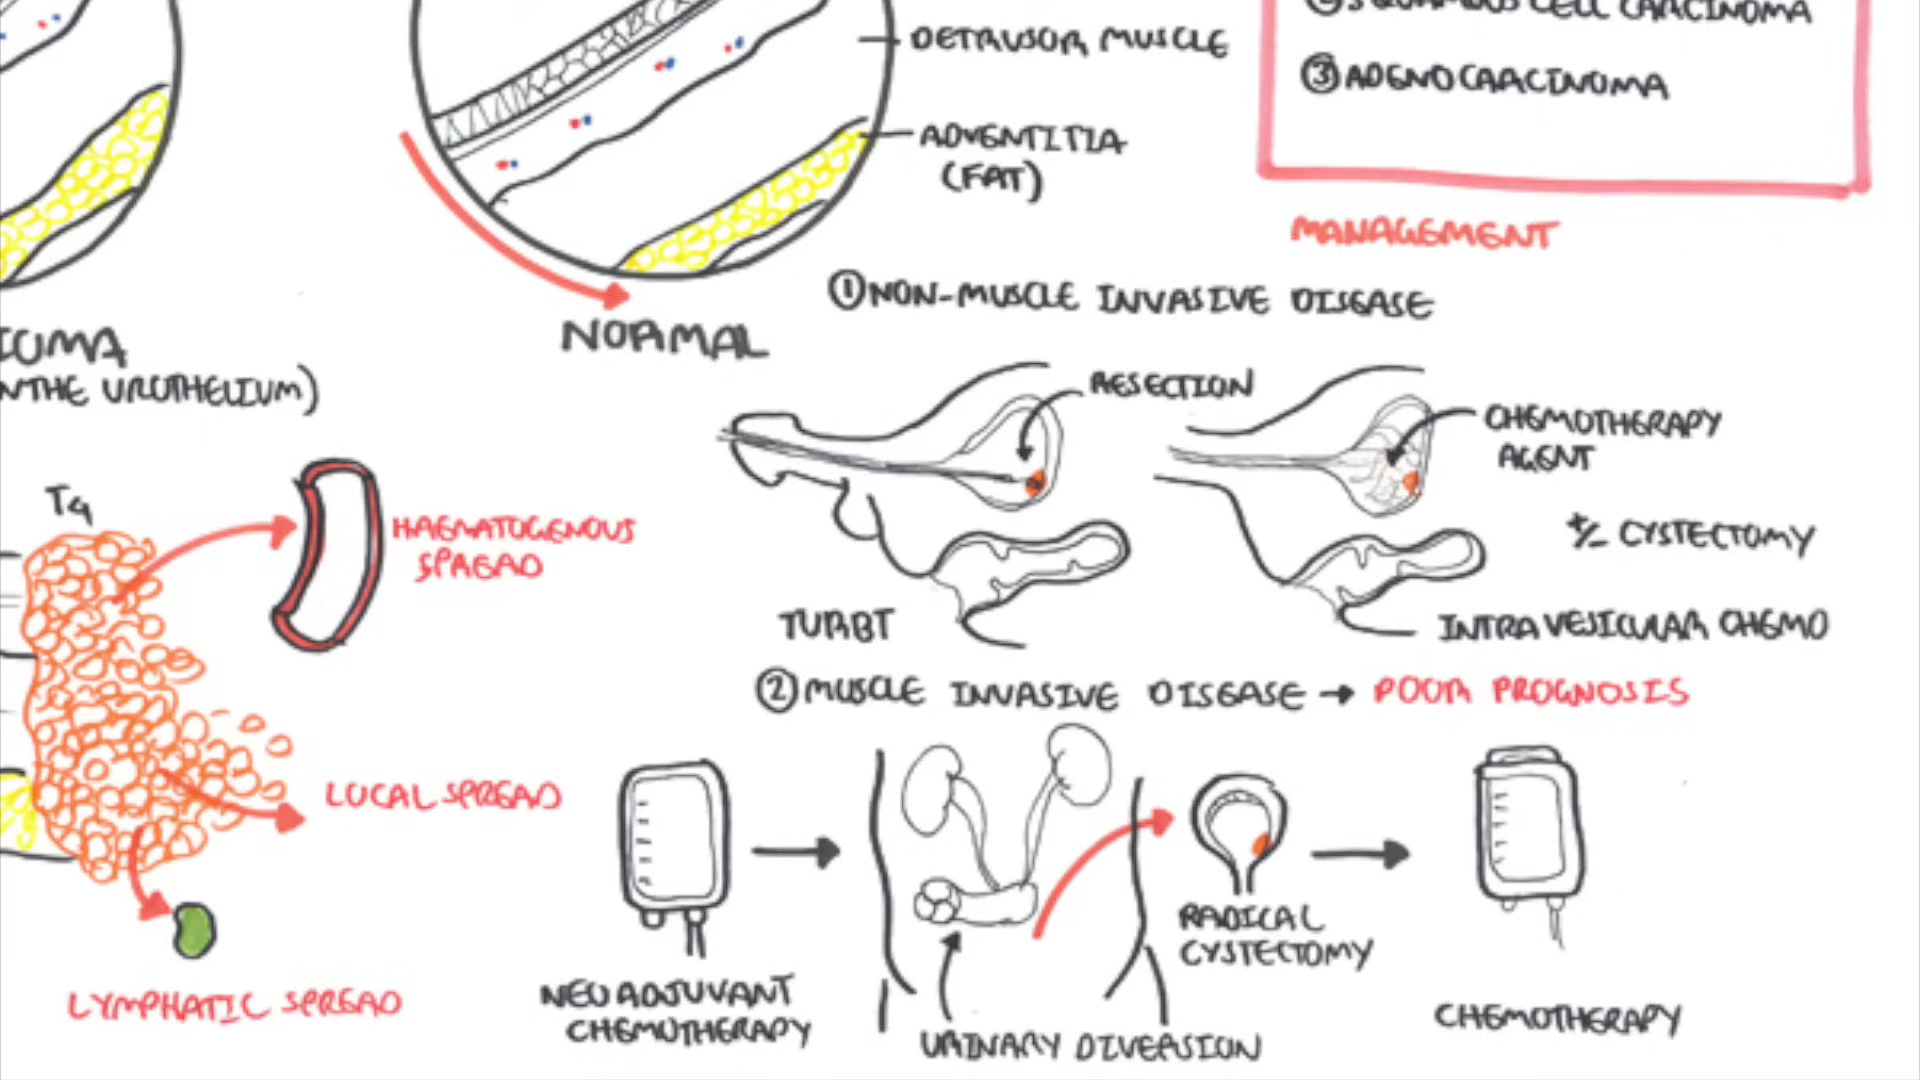 DETRUSOR MUSCLE
ADVENTITIA
(FAT)
CELL CARCINOMA
③ ADENOCARCINOMA
MANAGEMENT
① NON-MUSCLE INVASIVE DISEASE
NORMAL
THE UROTHELIUM)
RESECTION
CHEMOTHERAPY
AGENT
+/- CYSTECTOMY
TURBT
INTRAVESICULAR CHEMO
T4
HAEMATOGENOUS
SPREAD
LOCAL SPREAD
LYMPHATIC SPREAD
② MUSCLE INVASIVE DISEASE → POOR PROGNOSIS
NEOADJUVANT
CHEMOTHERAPY
URINARY DIVERSION
RADICAL
CYSTECTOMY
CHEMOTHERAPY